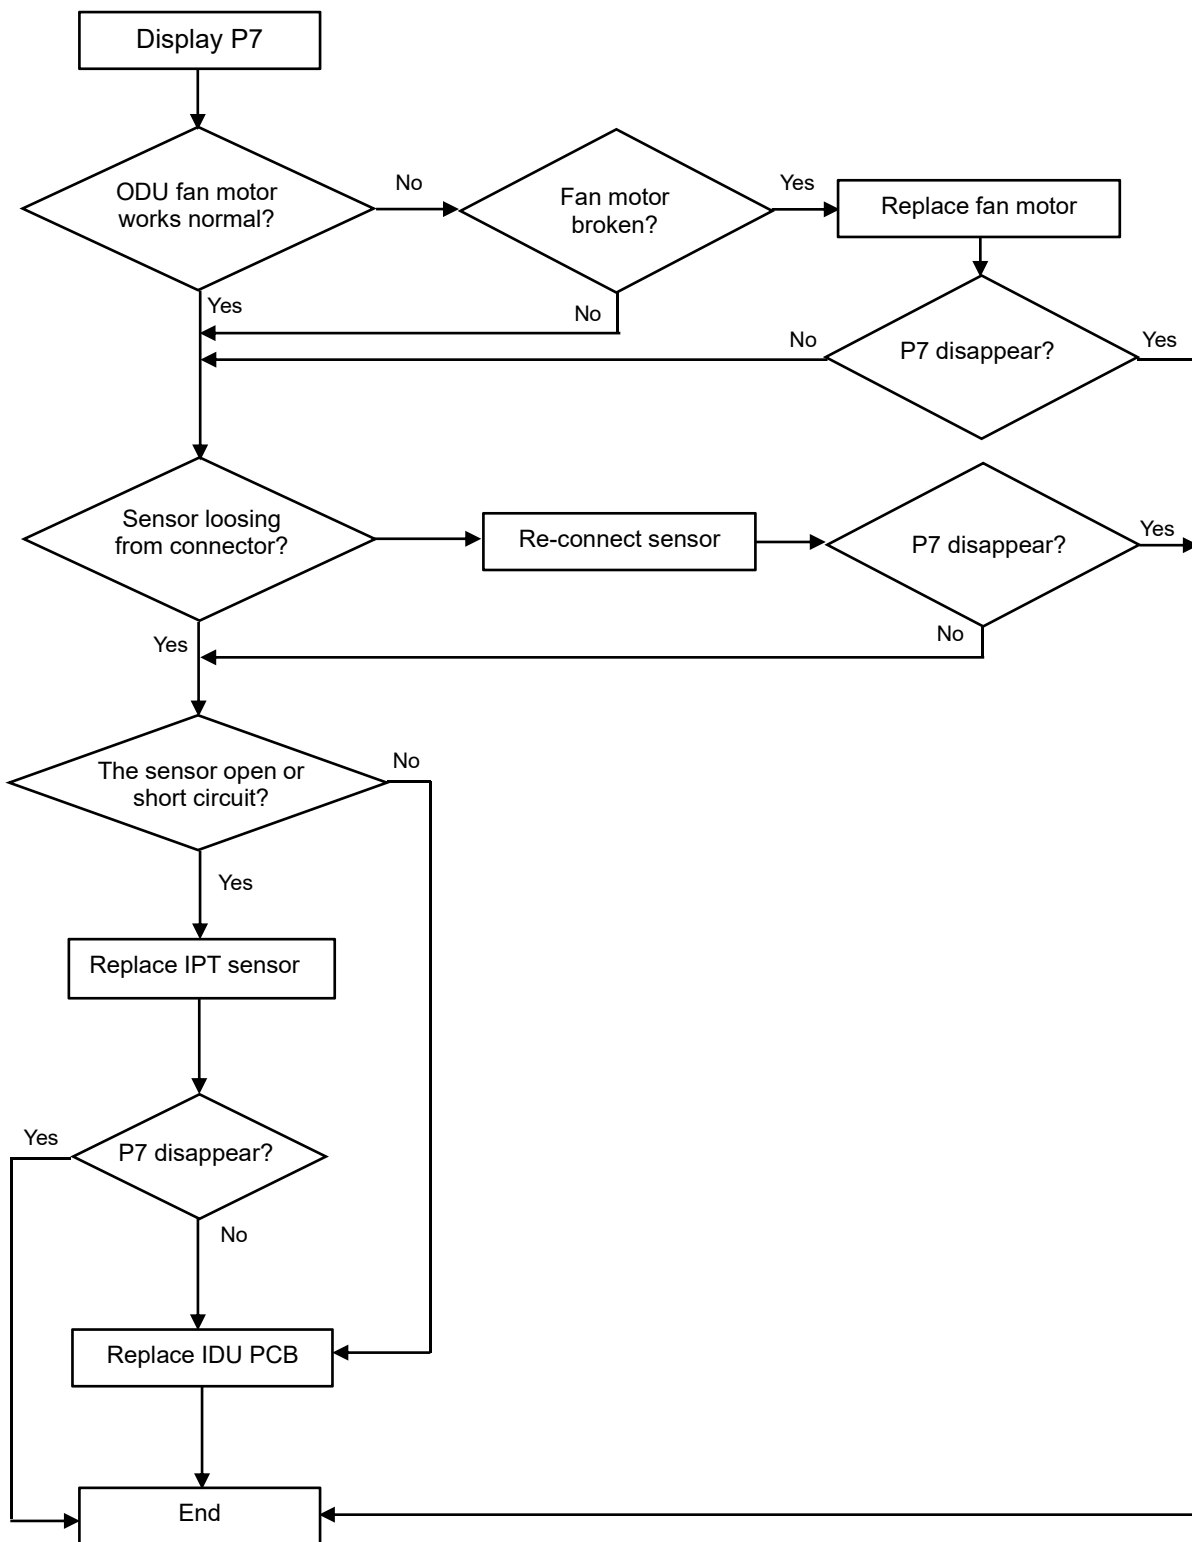 Display P7
ODU fan motor
works normal?
No
Fan motor
broken?
Yes
Replace fan motor
Yes
No
No
P7 disappear?
Yes
Sensor loosing
from connector?
Re-connect sensor
P7 disappear?
Yes
Yes
No
The sensor open or
short circuit?
No
Yes
Replace IPT sensor
Yes
P7 disappear?
No
Replace IDU PCB
End